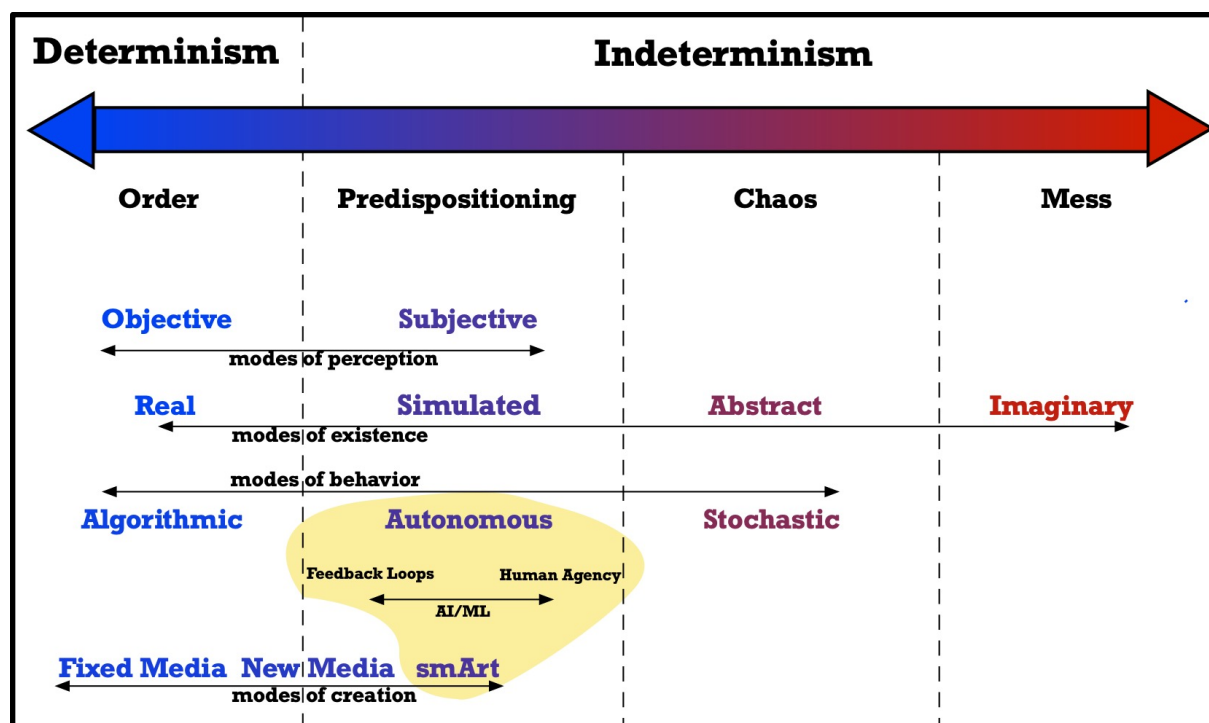 Determinism
Indeterminism
Order
Predispositioning
Chaos
Mess
Objective
Subjective
modes of perception
Real
Simulated
Abstract
Imaginary
modes of existence
modes of behavior
Algorithmic
Autonomous
Stochastic
Feedback Loops
Human Agency
AI/ML
Fixed Media
New Media
smArt
modes of creation